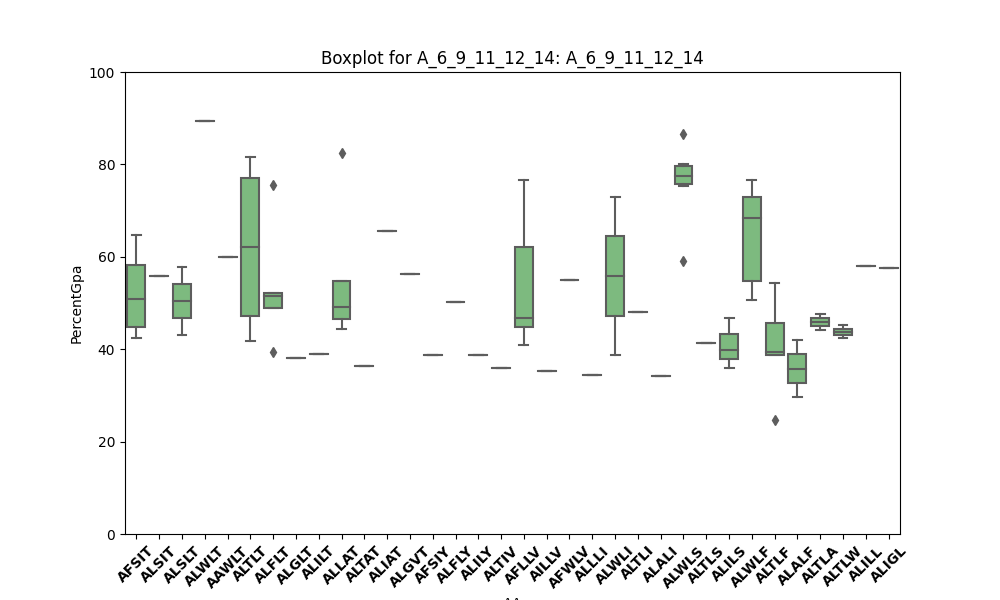 Boxplot for A_6_9_11_12_14: A_6_9_11_12_14
100
80
60
40
20
0
PercentGpa
AFSIT
ALSIT
ALSLT
ALWLT
AAWLT
ALTLT
ALFLT
ALGLT
ALILT
ALLAT
ALTAT
ALIAT
ALGVT
AFSIY
ALFLY
ALILY
ALTIV
AFLLV
AILLV
AFWLV
ALLLI
ALWLI
ALTLI
ALALI
ALWLS
ALTLS
ALILS
ALWLF
ALTLF
ALALF
ALTLA
ALTLW
ALILL
ALIGL